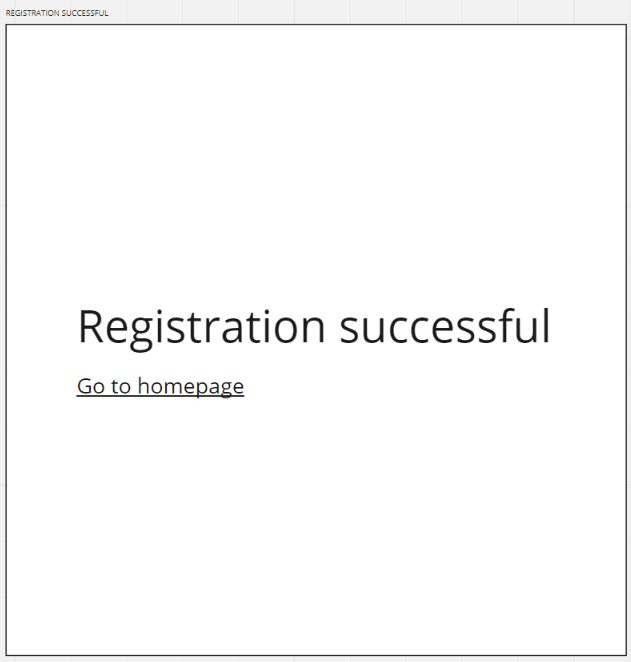 REGISTRATION SUCCESSFUL
Registration successful
Go to homepage